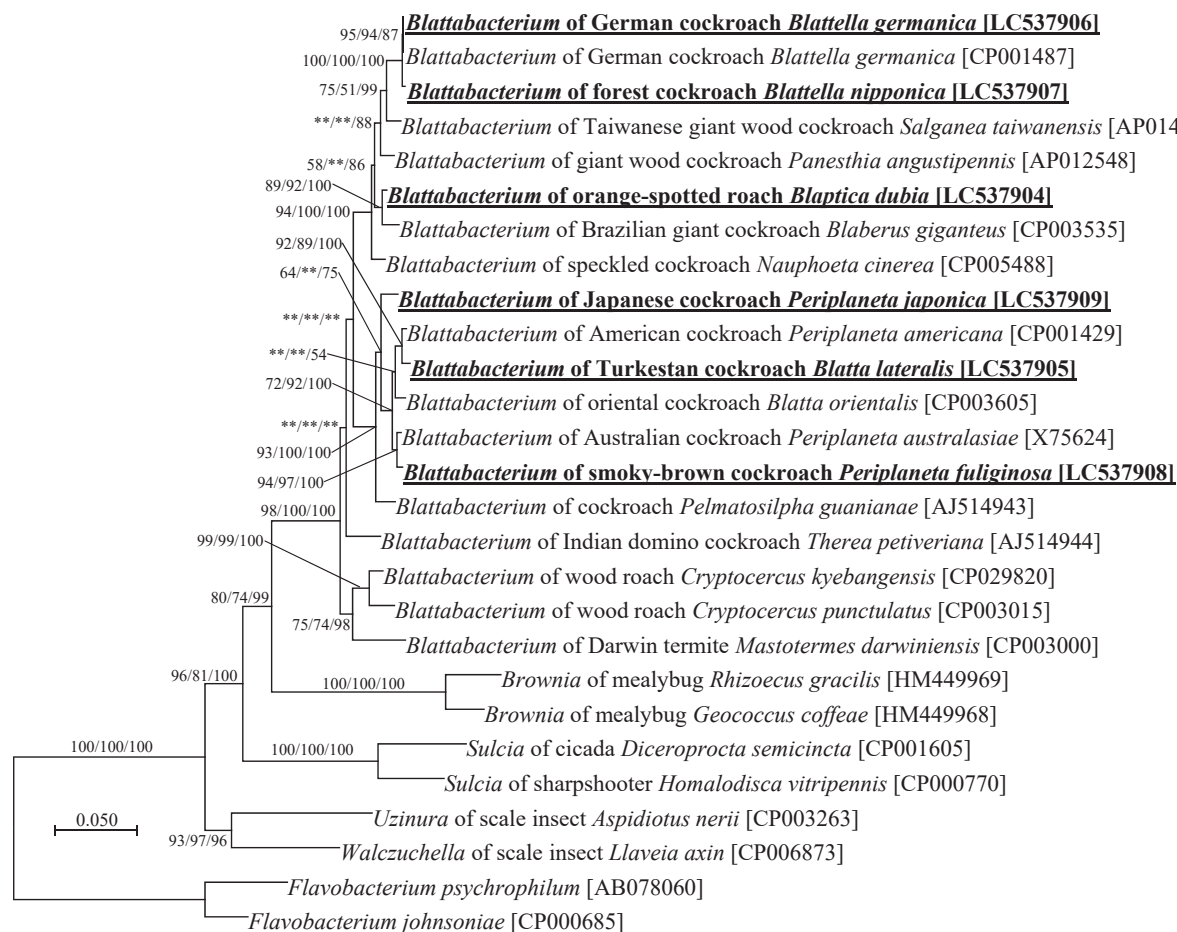 Blattabacterium of German cockroach Blattella germanica [LC537906]
95/94/87
Blattabacterium of German cockroach Blattella germanica [CP001487]
100/100/100
75/51/99
Blattabacterium of forest cockroach Blattella nipponica [LC537907]
**/**/88
Blattabacterium of Taiwanese giant wood cockroach Salganea taiwanensis [AP014
58/**/86
Blattabacterium of giant wood cockroach Panesthia angustipennis [AP012548]
89/92/100
Blattabacterium of orange-spotted roach Blaptica dubia [LC537904]
94/100/100
Blattabacterium of Brazilian giant cockroach Blaberus giganteus [CP003535]
92/89/100
Blattabacterium of speckled cockroach Nauphoeta cinerea [CP005488]
64/**/75
Blattabacterium of Japanese cockroach Periplaneta japonica [LC537909]
**/**/**
Blattabacterium of American cockroach Periplaneta americana [CP001429]
**/**/54
Blattabacterium of Turkestan cockroach Blatta lateralis [LC537905]
72/92/100
Blattabacterium of oriental cockroach Blatta orientalis [CP003605]
**/**/**
Blattabacterium of Australian cockroach Periplaneta australasiae [X75624]
93/100/100
Blattabacterium of smoky-brown cockroach Periplaneta fuliginosa [LC537908]
94/97/100
Blattabacterium of cockroach Pelmatosilpha guanianae [AJ514943]
98/100/100
Blattabacterium of Indian domino cockroach Therea petiveriana [AJ514944]
99/99/100
Blattabacterium of wood roach Cryptocercus kyebangensis [CP029820]
80/74/99
Blattabacterium of wood roach Cryptocercus punctulatus [CP003015]
75/74/98
Blattabacterium of Darwin termite Mastotermes darwiniensis [CP003000]
96/81/100
100/100/100
Brownia of mealybug Rhizoecus gracilis [HM449969]
Brownia of mealybug Geococcus coffeae [HM449968]
100/100/100
100/100/100
Sulcia of cicada Diceroprocta semicincta [CP001605]
Sulcia of sharpshooter Homalodisca vitripennis [CP000770]
0.050
Uzinura of scale insect Aspidiotus nerii [CP003263]
93/97/96
Walczuchella of scale insect Llaveia axin [CP006873]
Flavobacterium psychrophilum [AB078060]
Flavobacterium johnsoniae [CP000685]